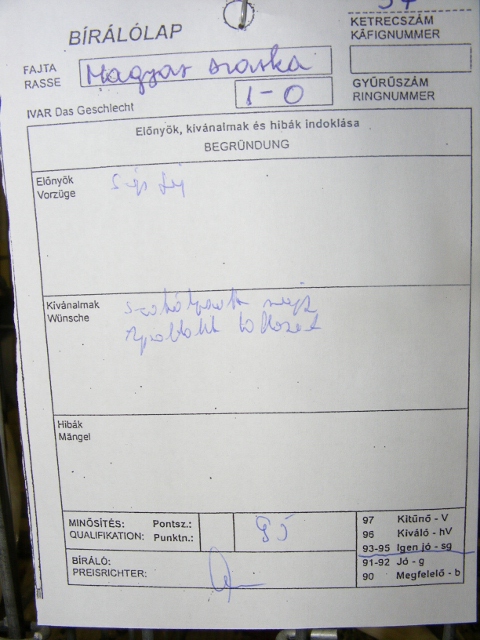 KETRECSZÁM
KÄFIGNUMMER
BÍRÁLÓLAP
FAJTA
RASSE
Magyar szarka
GYŰRŰSZÁM
RINGNUMMER
IVAR Das Geschlecht
1-0
Előnyök, kívánalmak és hibák indoklása
BEGRÜNDUNG
Előnyök
Vorzüge
Szép fej
Kívánalmak
Wünsche
Hibák
Mängel
MINŐSÍTÉS: Pontsz.:
QUALIFIKATION: Punktn.:
95
BÍRÁLÓ:
PREISRICHTER:
97 Kitűnő - V
96 Kiváló - hV
93-95 Igen jó - sg
91-92 Jó - g
90 Megfelelő - b